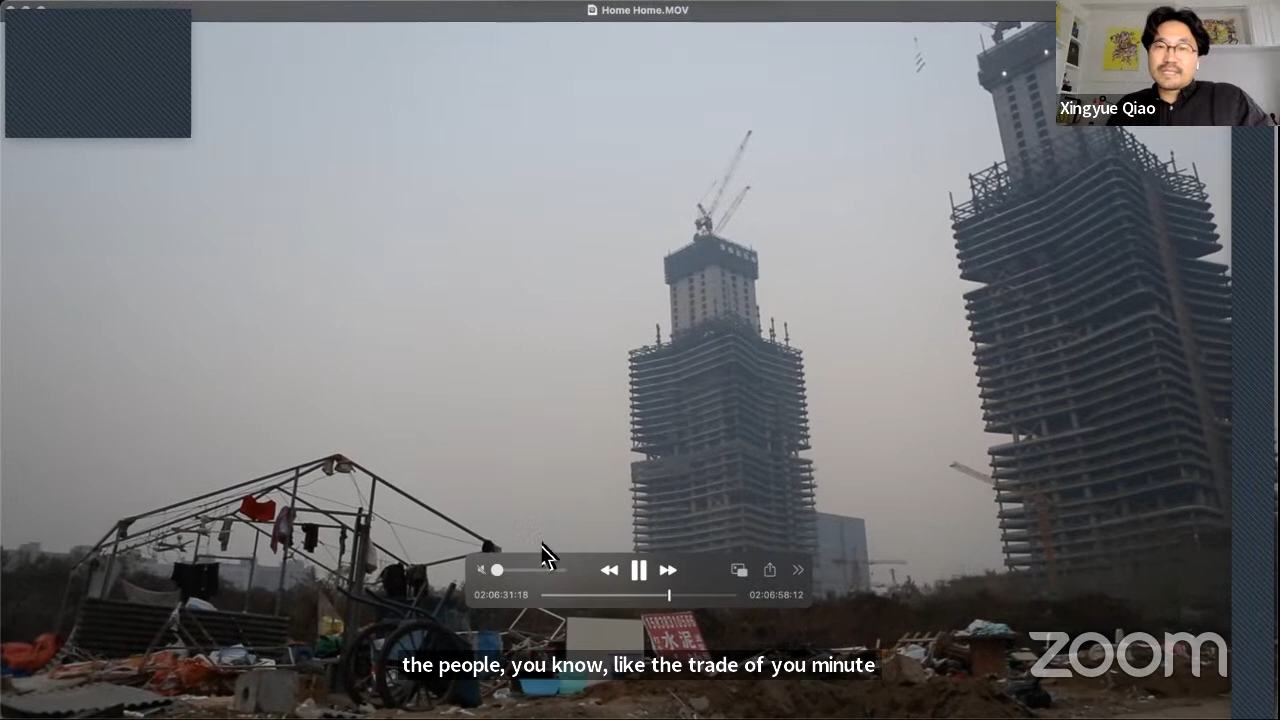 Home Home.MOV
Xingyue Qiao
02:06:31:18
02:06:58:12
水泥
the people, you know, like the trade of you minute
zoom